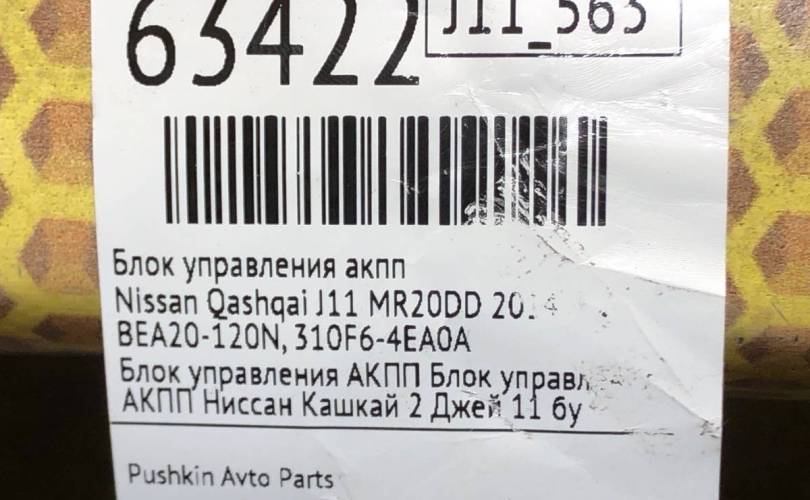 63422
J11_563
Блок управления акпп
Nissan Qashqai J11 MR20DD
BEA20-120N, 310F6-4EA0A
Блок управления АКПП Блок
АКПП Ниссан Кашкай 2 Джей 11 бу
Pushkin Avto Parts